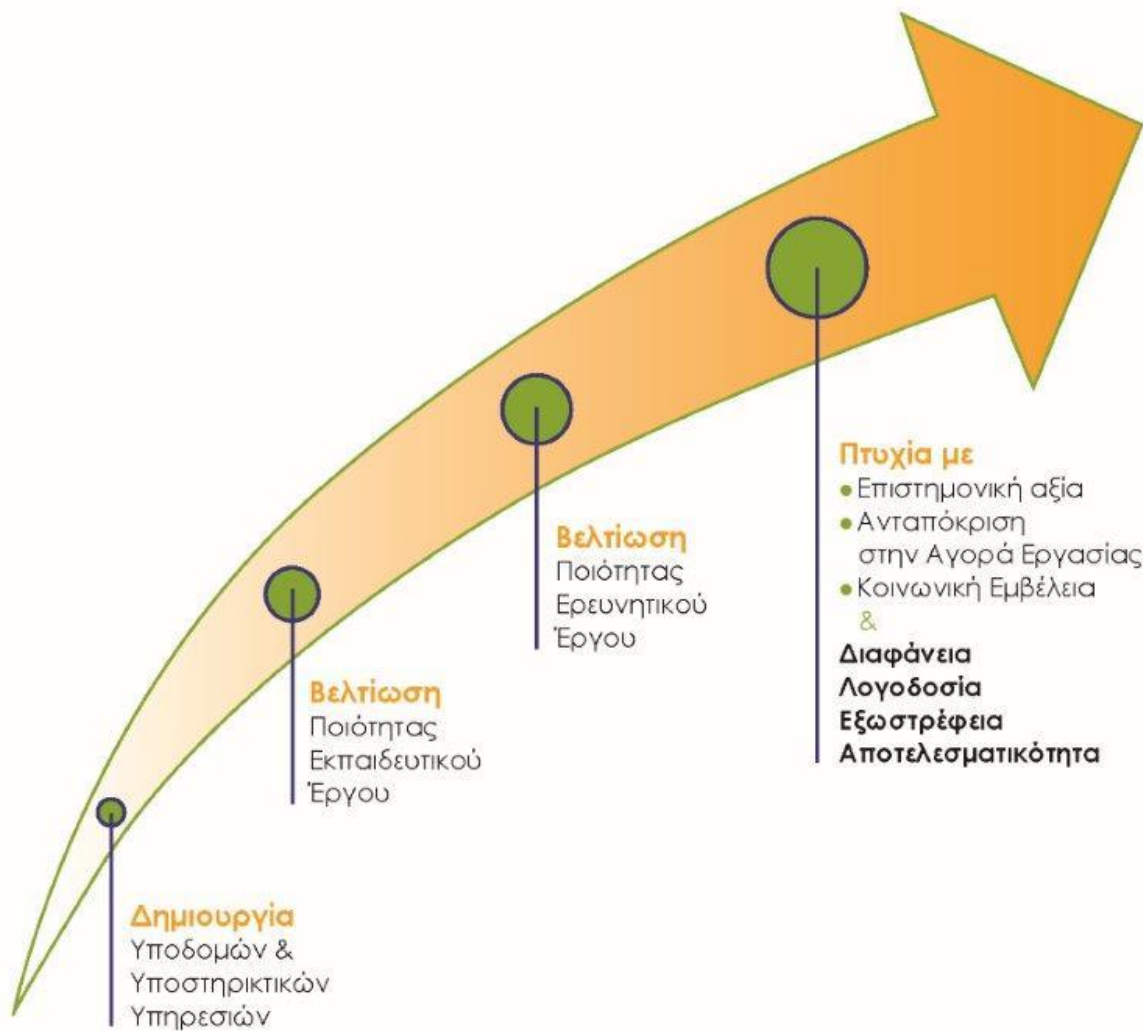 Πτυχία με
● Επιστημονική αξία
● Ανταπόκριση
στην Αγορά Εργασίας
● Κοινωνική Εμβέλεια
&
Διαφάνεια
Λογοδοσία
Εξωστρέφεια
Αποτελεσματικότητα
Βελτίωση
Ποιότητας
Ερευνητικού
Έργου
Βελτίωση
Ποιότητας
Εκπαιδευτικού
Έργου
Δημιουργία
Υποδομών &
Υποστηρικτικών
Υπηρεσιών